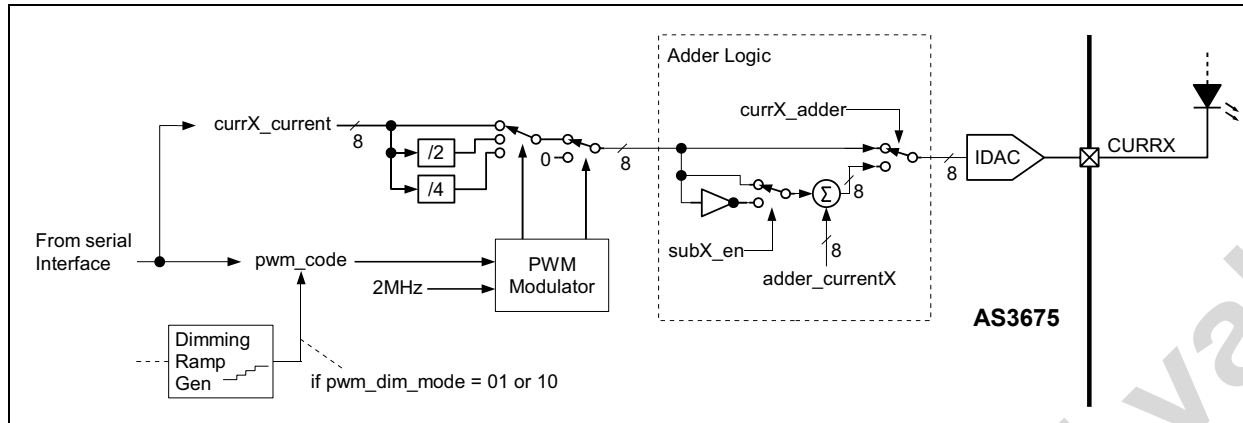 Adder Logic
currX_adder
currX_current
8
/2
/4
0
8
8
8
IDAC
CURRX
Σ
subX_en
8
adder_currentX
From serial
Interface
pwm_code
2MHz
PWM
Modulator
AS3675
Dimming
Ramp
Gen
if pwm_dim_mode = 01 or 10